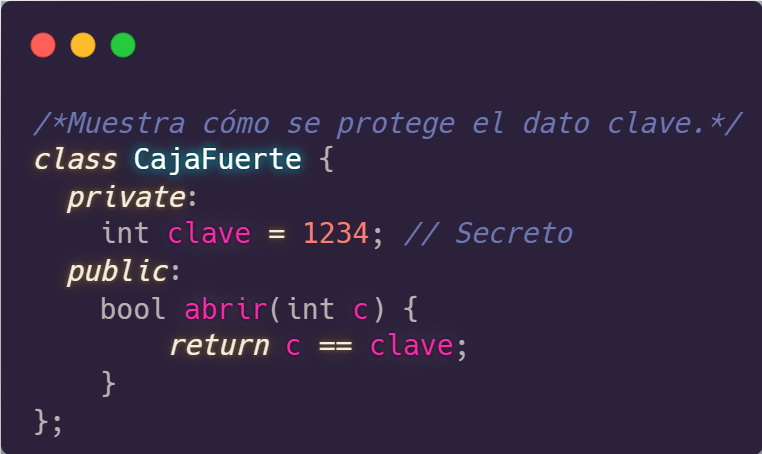 /*Muestra cómo se protege el dato clave.*/
class CajaFuerte {
  private:
    int clave = 1234; // Secreto
  public:
    bool abrir(int c) {
        return c == clave;
    }
};